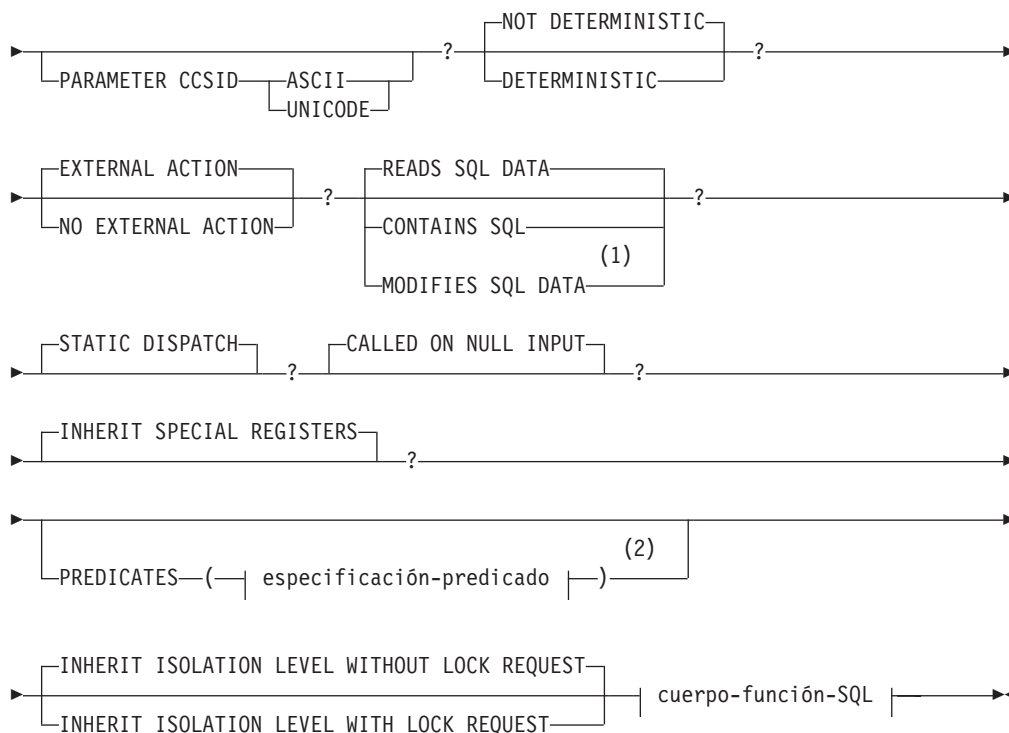 NOT DETERMINISTIC
? ?
PARAMETER CCSID ASCII DETERMINISTIC
UNICODE
EXTERNAL ACTION READS SQL DATA
? ?
NO EXTERNAL ACTION CONTAINS SQL
(1)
MODIFIES SQL DATA
STATIC DISPATCH CALLED ON NULL INPUT
? ?
INHERIT SPECIAL REGISTERS
?
(2)
PREDICATES ( especificación-predicado )
INHERIT ISOLATION LEVEL WITHOUT LOCK REQUEST
cuerpo-función-SQL
INHERIT ISOLATION LEVEL WITH LOCK REQUEST